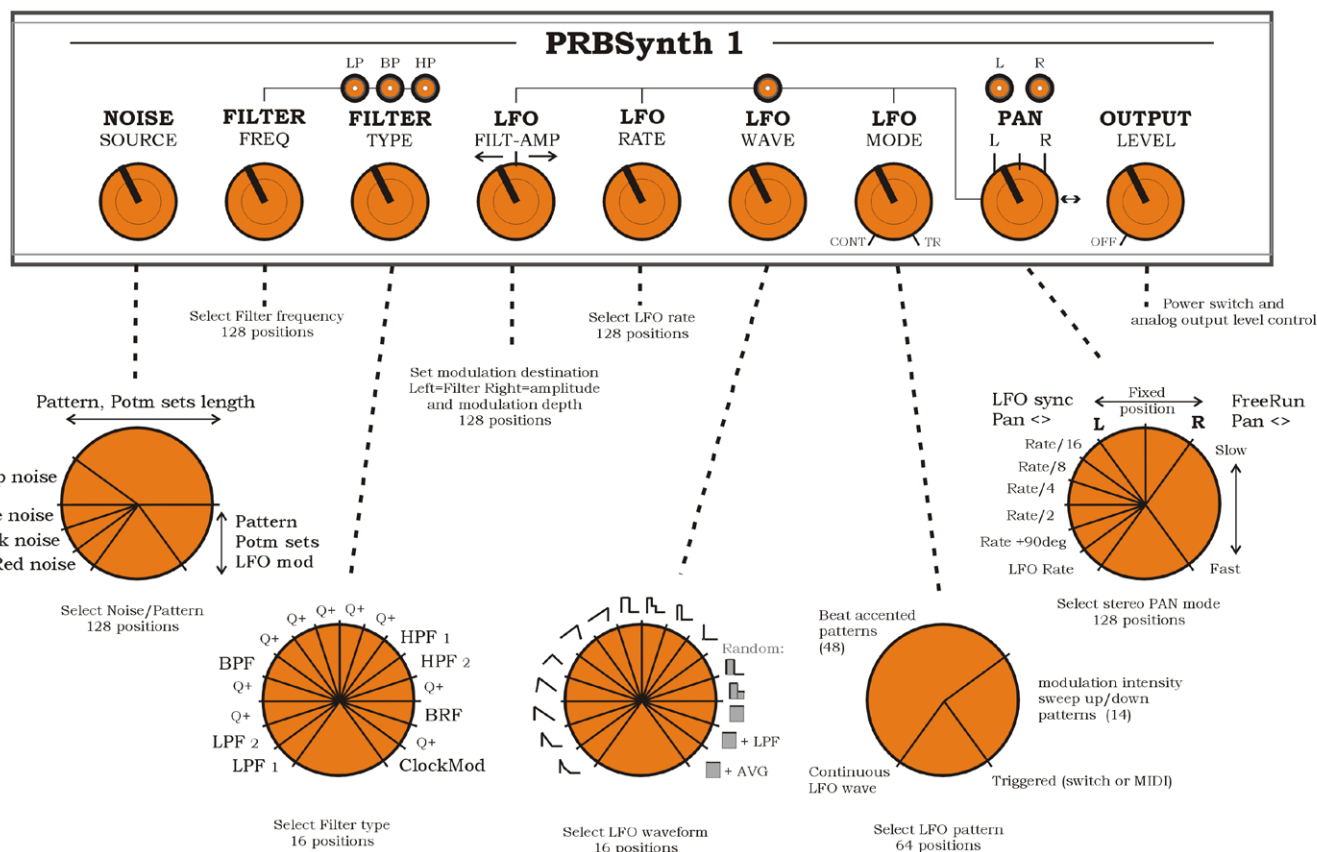 PRBSynth 1
LP BP HP
L R
NOISE
SOURCE
FILTER
FREQ
FILTER
TYPE
LFO
FILT-AMP
LFO
RATE
LFO
WAVE
LFO
MODE
PAN
L R
OUTPUT
LEVEL
CONT
TR
OFF
Select Filter frequency
128 positions
Set modulation destination
Left=Filter Right=amplitude
and modulation depth
128 positions
Select LFO rate
128 positions
Power switch and
analog output level control
Pattern, Potm sets length
noise
noise
noise
Red noise
Pattern
Potm sets
LFO mod
Select Noise/Pattern
128 positions
LFO sync
Pan <>
Fixed
position
L
R
FreeRun
Pan <>
Rate/16
Rate/8
Rate/4
Rate/2
Rate +90deg
LFO Rate
Slow
Fast
Select stereo PAN mode
128 positions
LPF 1
LPF 2
Q+
Q+
BPF
Q+
Q+
Q+
Q+
Q+
HPF 1
HPF 2
Q+
BRF
Q+
ClockMod
Select Filter type
16 positions
Random:
+ LPF
+ AVG
Select LFO waveform
16 positions
Beat accented
patterns
(48)
modulation intensity
sweep up/down
patterns (14)
Continuous
LFO wave
Triggered (switch or MIDI)
Select LFO pattern
64 positions